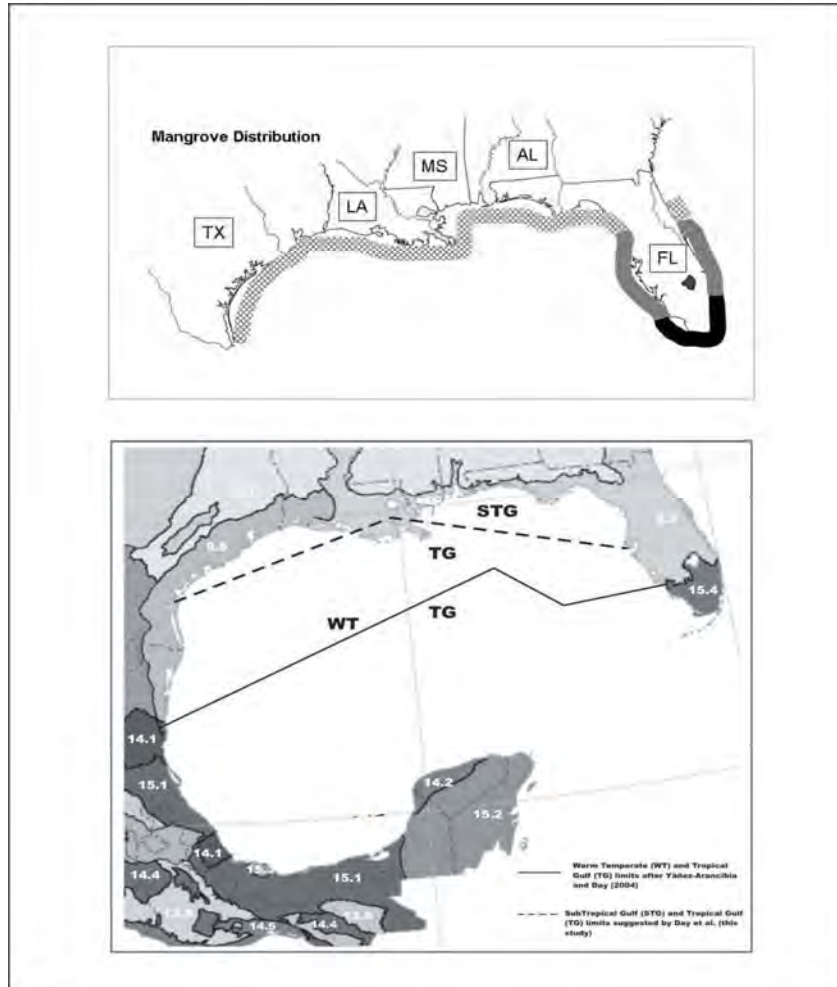 Mangrove Distribution
AL
MS
LA
TX
FL
STG
TG
WT
TG
15.4
14.1
15.1
14.2
15.2
14.1
15.1
14.4
14.5
14.4
Warm Temperate (WT) and Tropical
Gulf (TG) limits after Yáñez-Arancibia
and Day (2004)
SubTropical Gulf (STG) and Tropical Gulf
(TG) limits suggested by Day et al. (this
study)